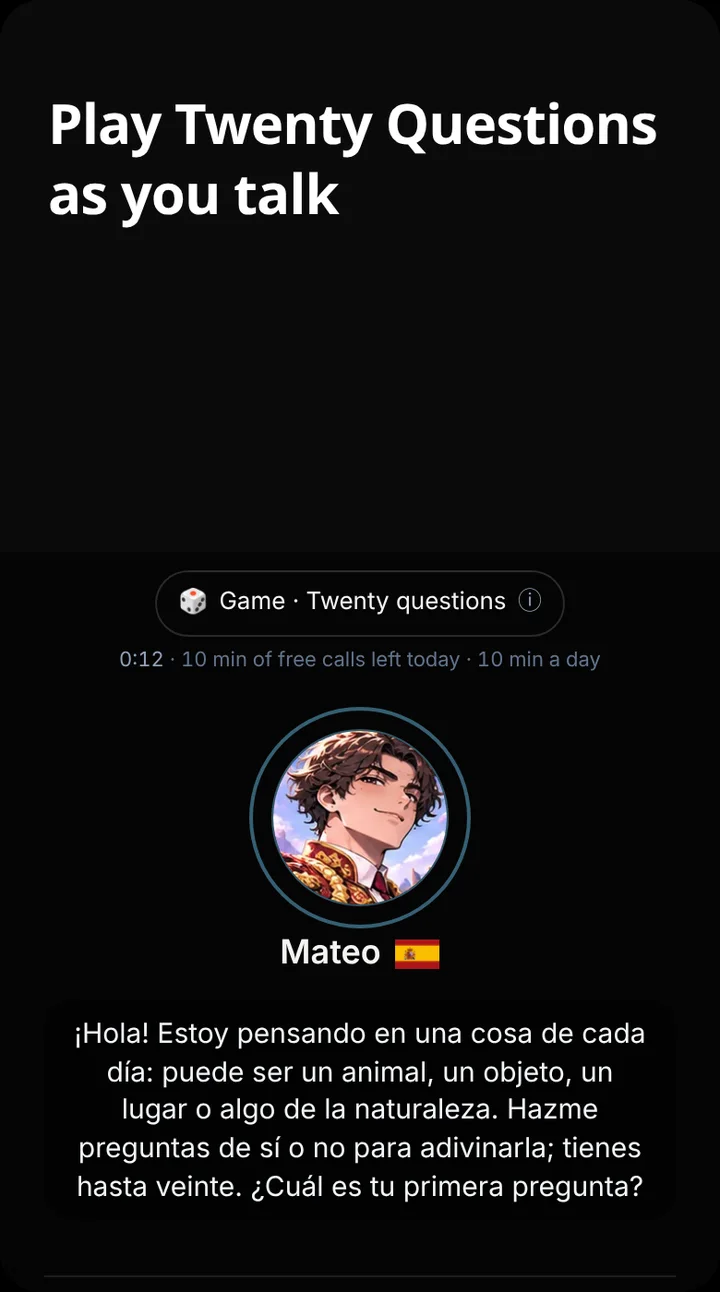 Play Twenty Questions
as you talk
🎲 Game · Twenty questions ⓘ
0:12 · 10 min of free calls left today · 10 min a day
Mateo 🇪🇸
¡Hola! Estoy pensando en una cosa de cada
día: puede ser un animal, un objeto, un
lugar o algo de la naturaleza. Hazme
preguntas de sí o no para adivinarla; tienes
hasta veinte. ¿Cuál es tu primera pregunta?